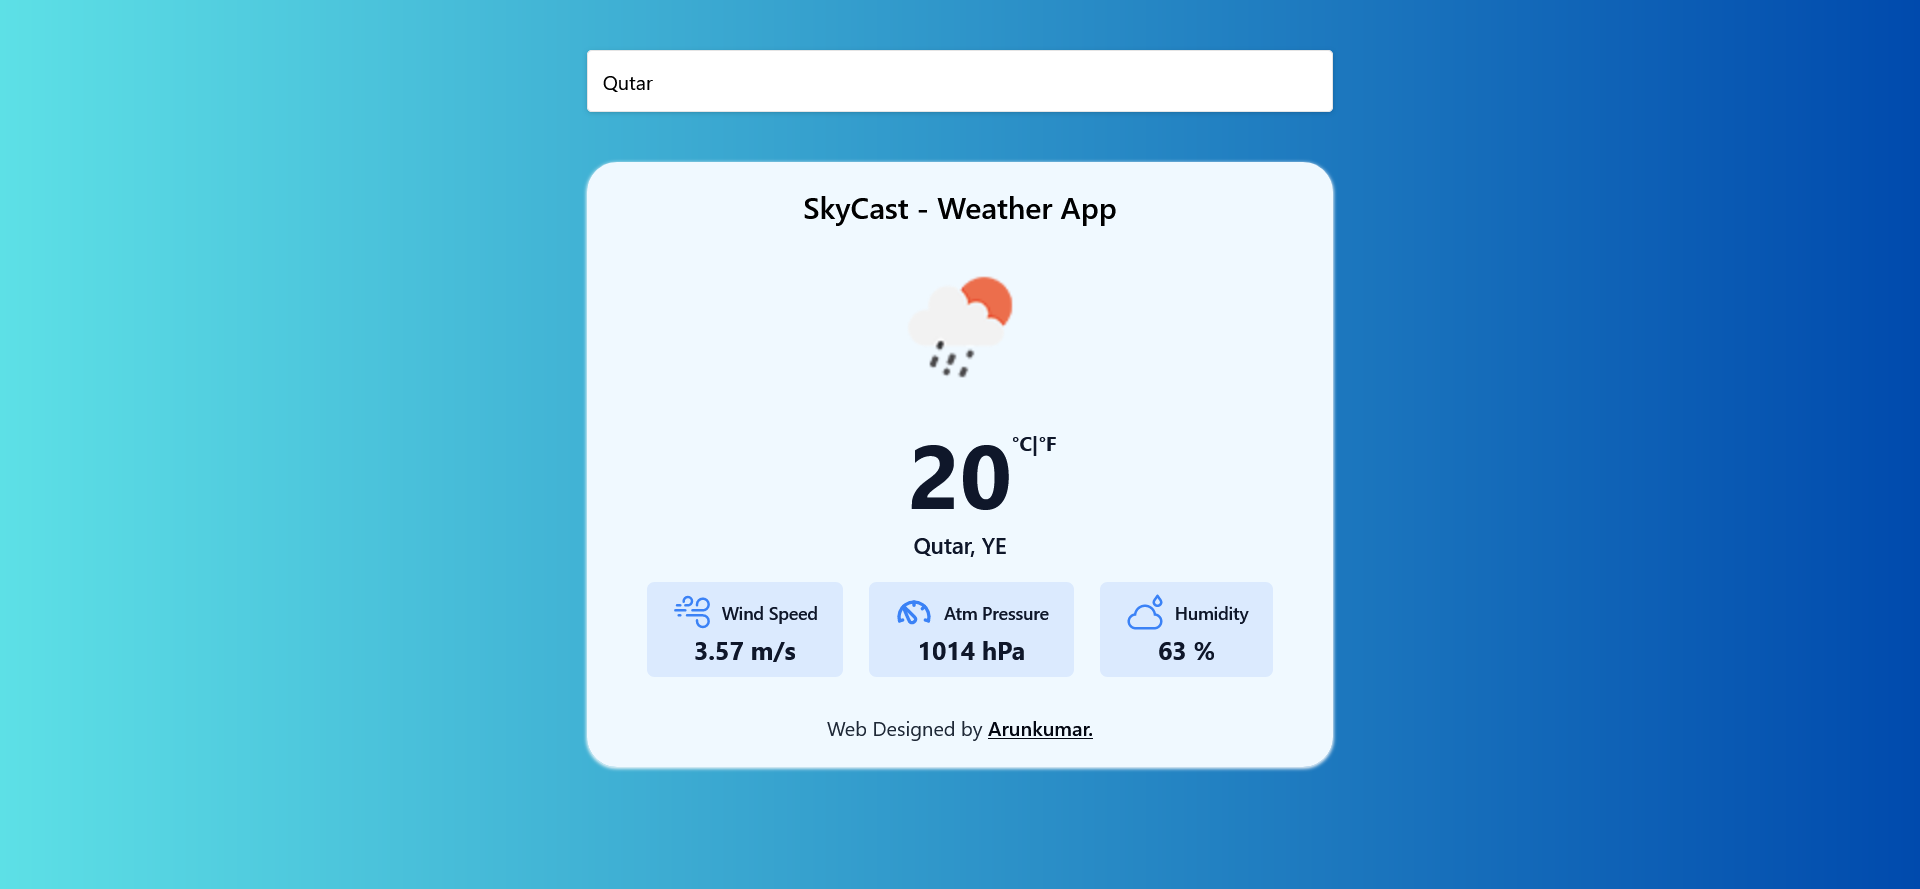 Qutar
SkyCast - Weather App
20 °C|°F
Qutar, YE
Wind Speed
3.57 m/s
Atm Pressure
1014 hPa
Humidity
63 %
Web Designed by Arunkumar.